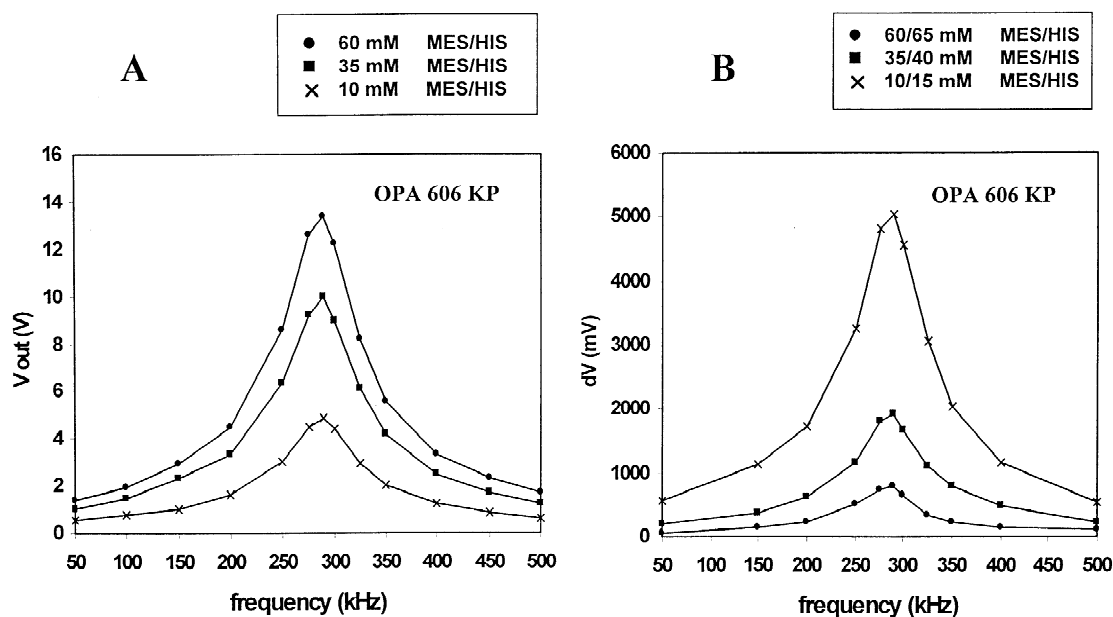 A
60 mM MES/HIS
35 mM MES/HIS
10 mM MES/HIS
OPA 606 KP
V out (V)
16
14
12
10
8
6
4
2
0
50 100 150 200 250 300 350 400 450 500
frequency (kHz)
B
60/65 mM MES/HIS
35/40 mM MES/HIS
10/15 mM MES/HIS
OPA 606 KP
dV (mV)
6000
5000
4000
3000
2000
1000
0
50 100 150 200 250 300 350 400 450 500
frequency (kHz)